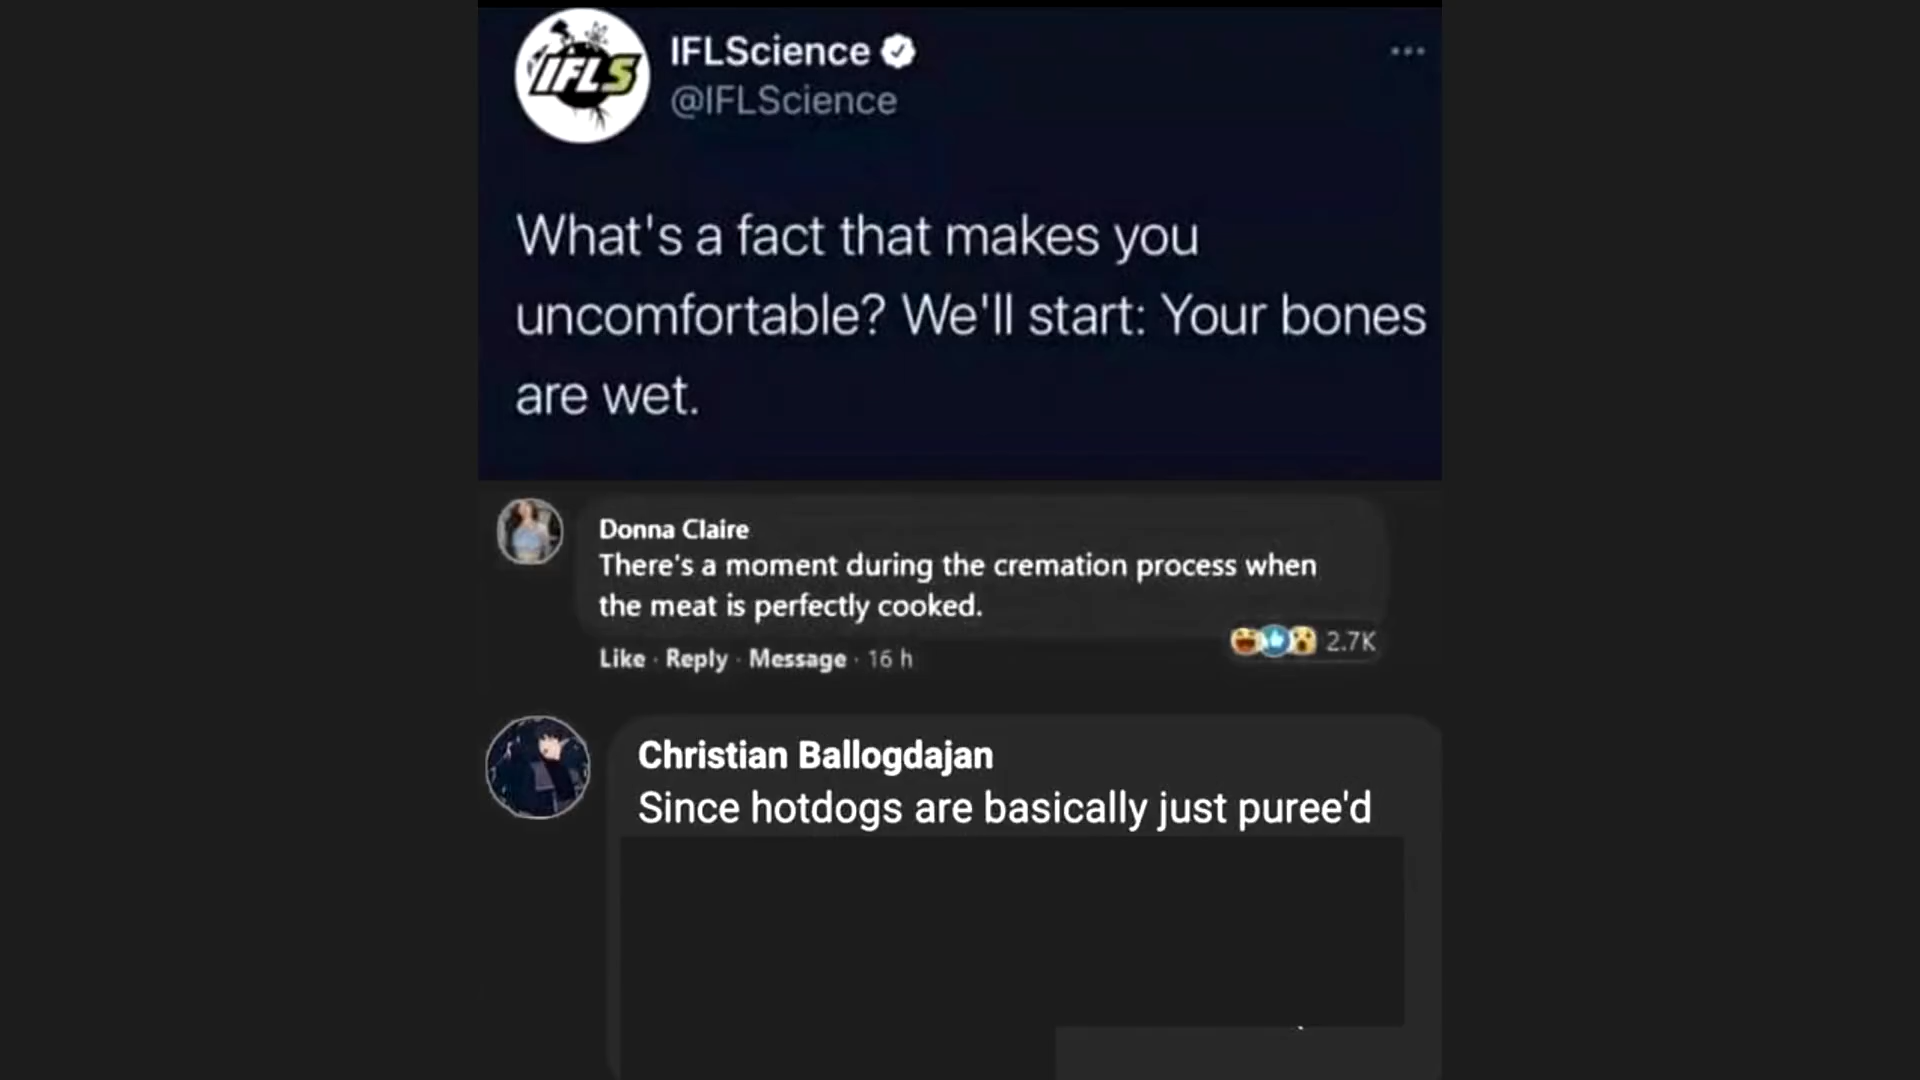 IFLS
IFLScience
@IFLScience
What's a fact that makes you
uncomfortable? We'll start: Your bones
are wet.
Donna Claire
There's a moment during the cremation process when
the meat is perfectly cooked.
2.7K
Like · Reply · Message · 16 h
Christian Ballogdajan
Since hotdogs are basically just puree'd